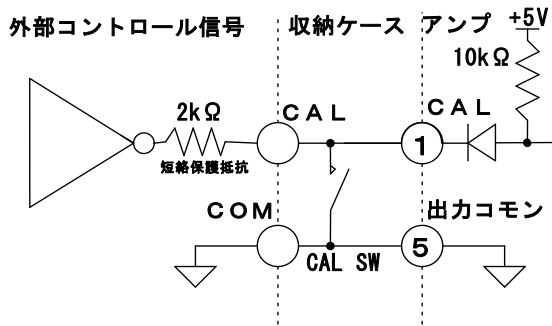 外部コントロール信号
収納ケース
アンプ
+5V
10kΩ
2kΩ
CAL
CAL
1
短絡保護抵抗
COM
出力コモン
5
CAL SW